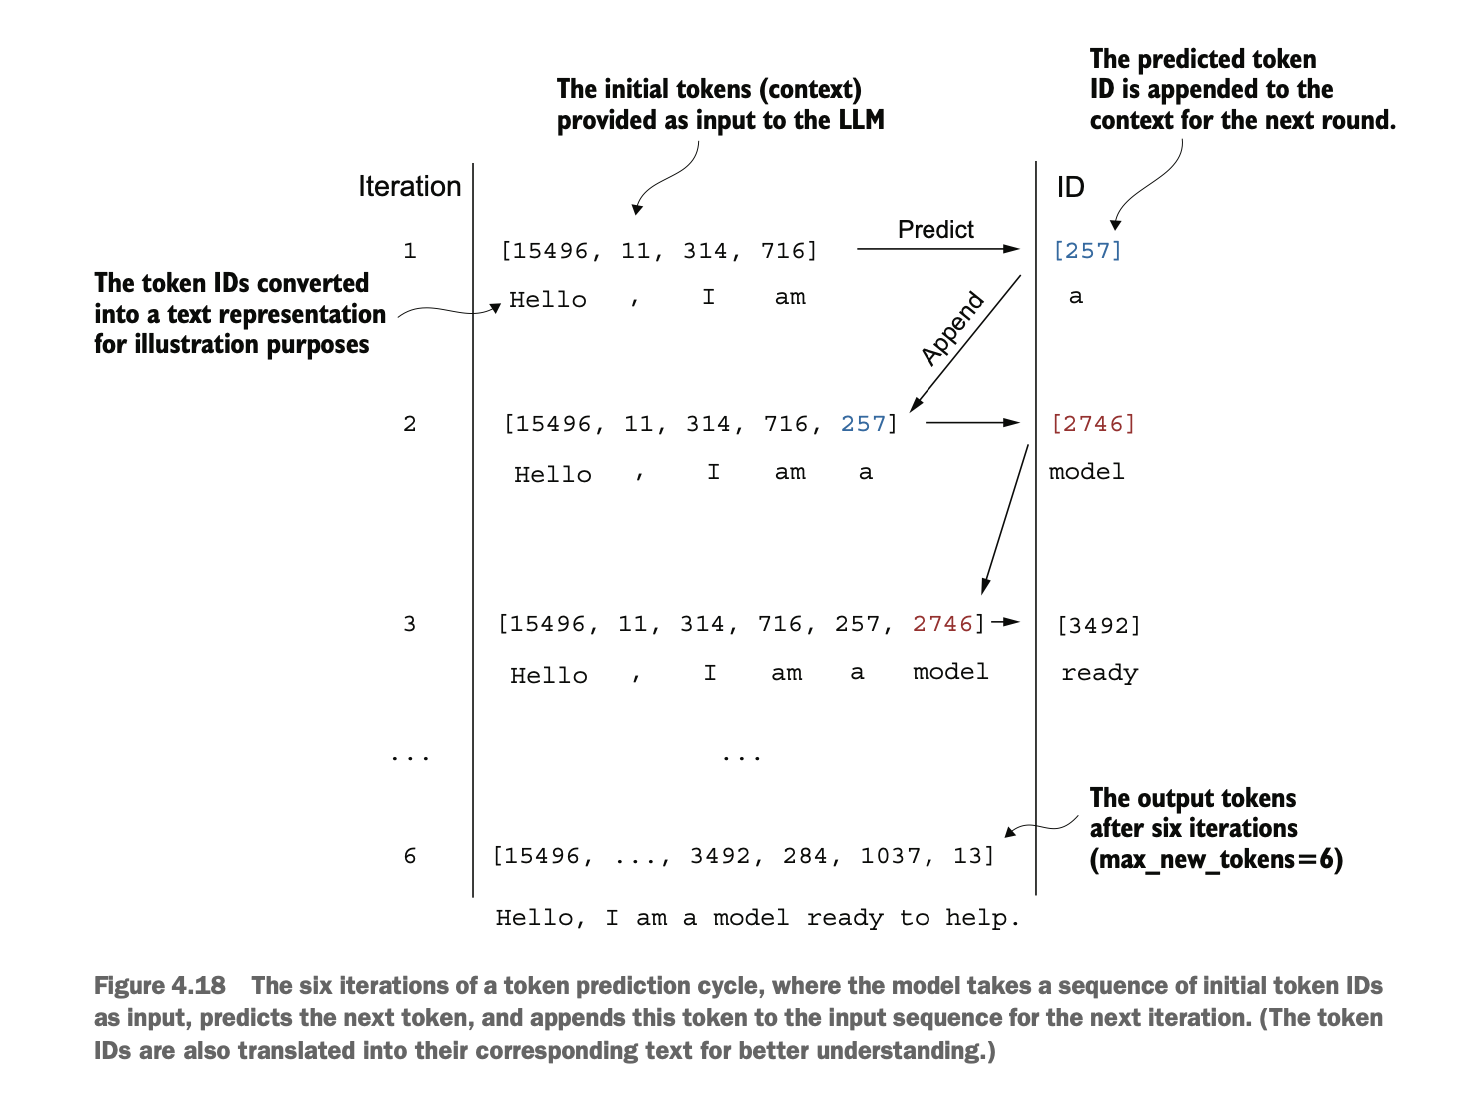 The initial tokens (context)
provided as input to the LLM
The predicted token
ID is appended to the
context for the next round.
Iteration
ID
1
[15496, 11, 314, 716]
Predict
[257]
The token IDs converted
into a text representation
for illustration purposes
Hello , I am
a
Append
2
[15496, 11, 314, 716, 257]
[2746]
Hello , I am a
model
3
[15496, 11, 314, 716, 257, 2746]
[3492]
Hello , I am a model
ready
...
...
The output tokens
after six iterations
(max_new_tokens=6)
6
[15496, ..., 3492, 284, 1037, 13]
Hello, I am a model ready to help.
Figure 4.18 The six iterations of a token prediction cycle, where the model takes a sequence of initial token IDs
as input, predicts the next token, and appends this token to the input sequence for the next iteration. (The token
IDs are also translated into their corresponding text for better understanding.)